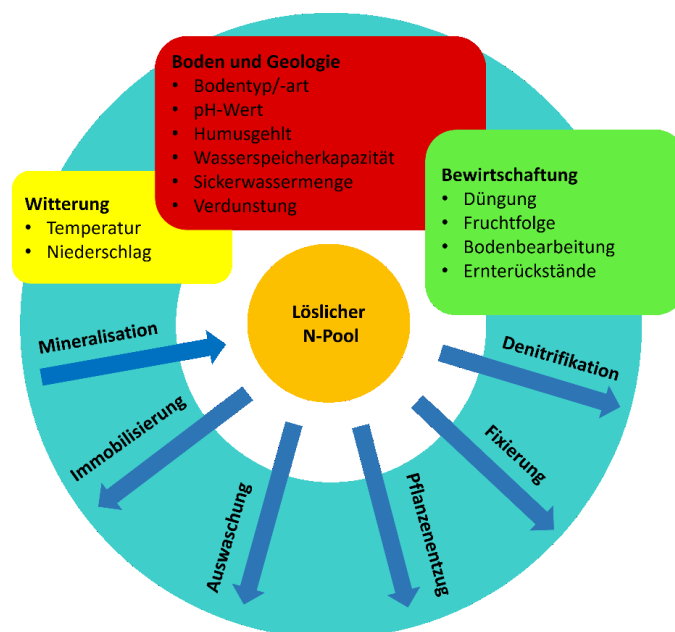 Boden und Geologie
• Bodentyp/-art
• pH-Wert
• Humusgehlt
• Wasserspeicherkapazität
• Sickerwassermenge
• Verdunstung
Bewirtschaftung
• Düngung
• Fruchtfolge
• Bodenbearbeitung
• Ernterückstände
Witterung
• Temperatur
• Niederschlag
Löslicher
N-Pool
Mineralisation
Immobilisierung
Auswaschung
Pflanzenentzug
Fixierung
Denitrifikation